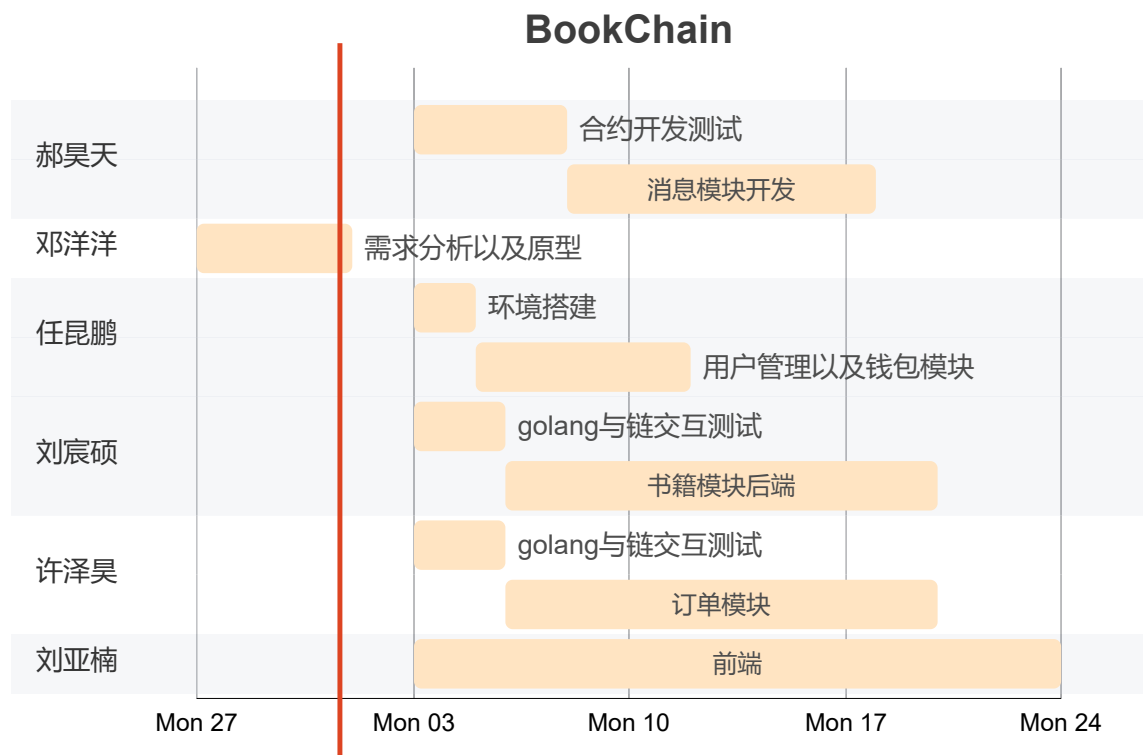 BookChain
郝昊天
合约开发测试
消息模块开发
邓洋洋
需求分析以及原型
任昆鹏
环境搭建
用户管理以及钱包模块
刘宸硕
golang与链交互测试
书籍模块后端
许泽昊
golang与链交互测试
订单模块
刘亚楠
前端
Mon 27 Mon 03 Mon 10 Mon 17 Mon 24